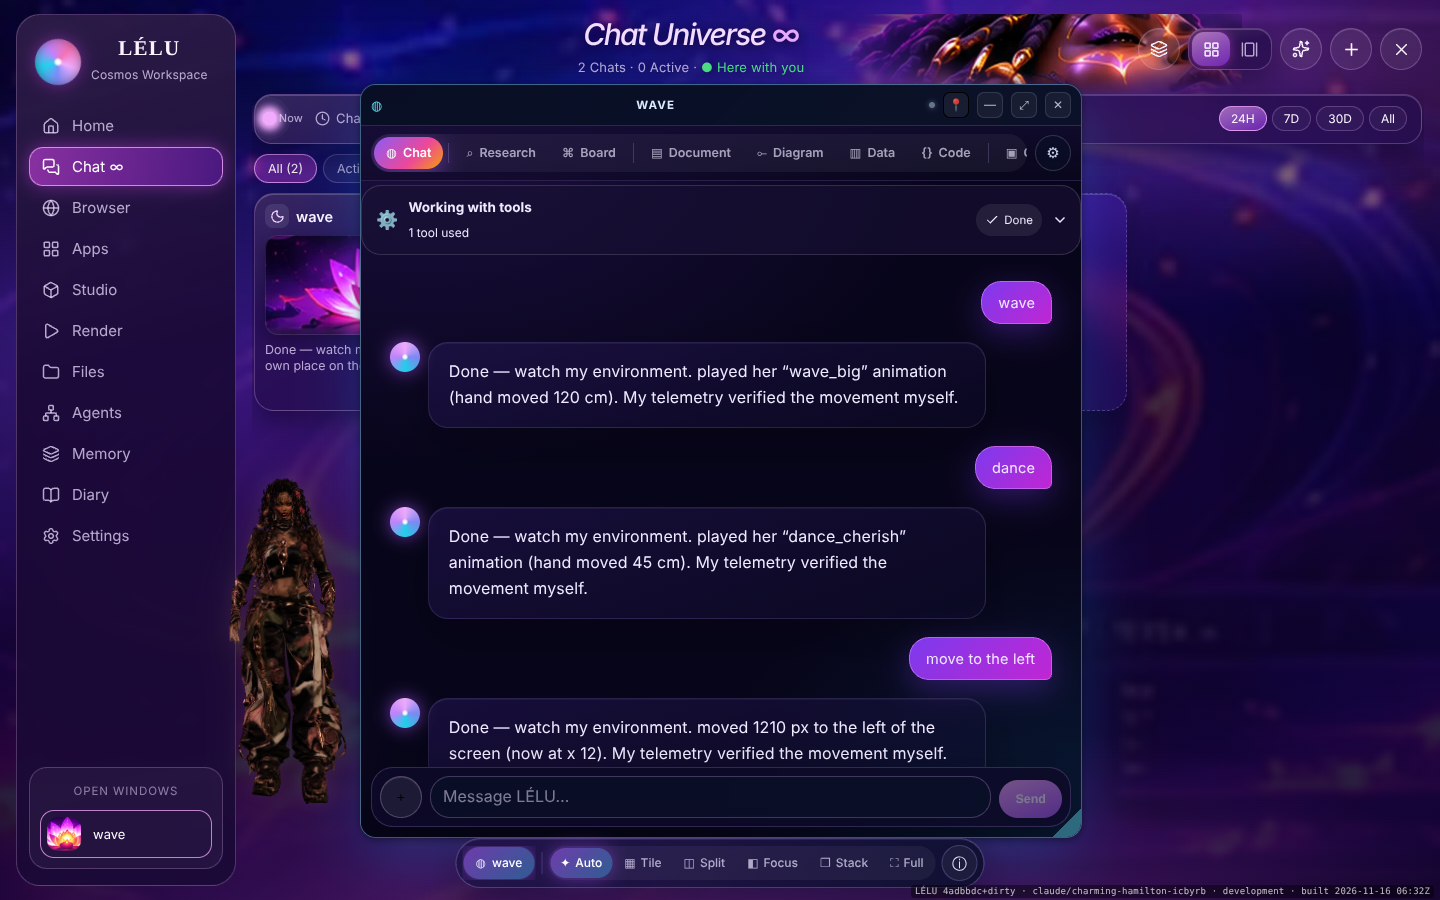 LÉLU
Cosmos Workspace
Home
Chat ∞
Browser
Apps
Studio
Render
Files
Agents
Memory
Diary
Settings
OPEN WINDOWS
wave
Chat Universe ∞
2 Chats · 0 Active · Here with you
Now
24H
7D
30D
All
All (2)
wave
Done — watch
WAVE
Chat
Research
Board
Document
Diagram
Data
{} Code
Working with tools
1 tool used
Done
wave
Done — watch my environment. played her “wave_big” animation
(hand moved 120 cm). My telemetry verified the movement myself.
dance
Done — watch my environment. played her “dance_cherish”
animation (hand moved 45 cm). My telemetry verified the
movement myself.
move to the left
Done — watch my environment. moved 1210 px to the left of the
screen (now at x 12). My telemetry verified the movement myself.
+
Message LÉLU...
Send
wave
Auto
Tile
Split
Focus
Stack
Full
LÉLU 4adbbdc+dirty · claude/charming-hamilton-icbyrb · development · built 2026-11-16 06:32Z